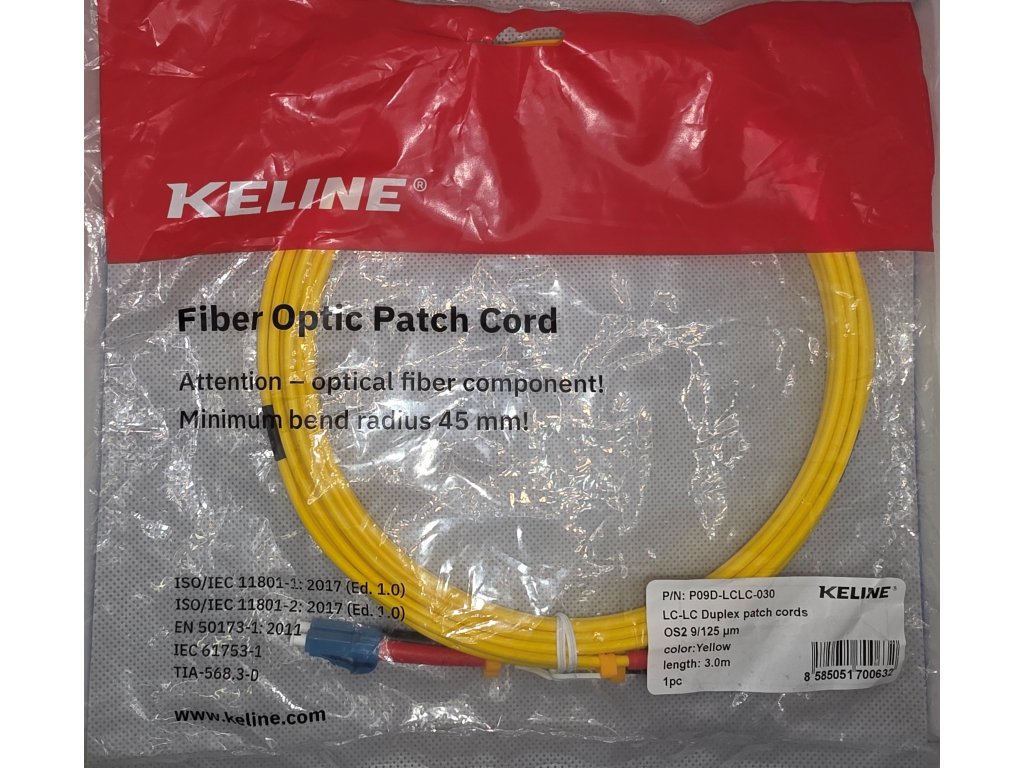 KELINE®
Fiber Optic Patch Cord
Attention – optical fiber component!
Minimum bend radius 45 mm!
ISO/IEC 11801-1: 2017 (Ed. 1.0)
ISO/IEC 11801-2: 2017 (Ed. 1.0)
EN 50173-1: 2011
IEC 61753-1
TIA-568.3-D
www.keline.com
P/N: P09D-LCLC-030
KELINE®
LC-LC Duplex patch cords
OS2 9/125 µm
color:Yellow
length: 3.0m
1pc
8 585051 700632